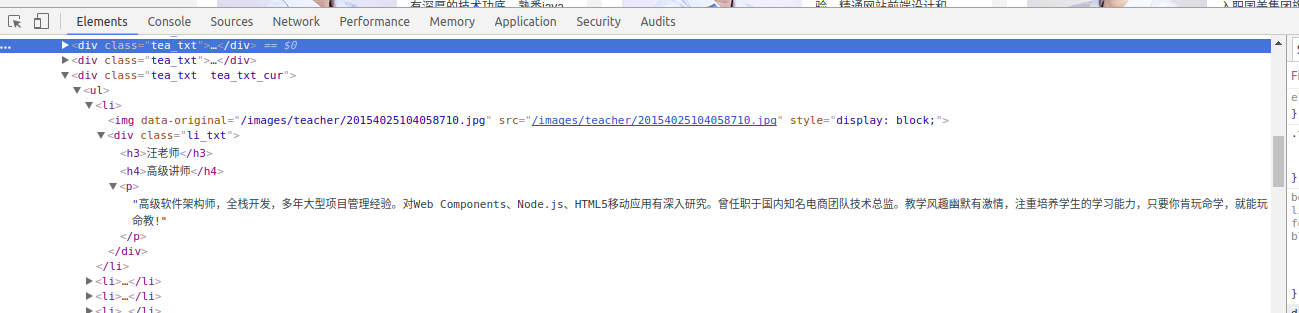 有深厚的技术功底，熟悉java
验，精通网站前端设计和
入职国美集团
Elements Console Sources Network Performance Memory Application Security Audits
… <div class="tea_txt">…</div> == $0
<div class="tea_txt">…</div>
<div class="tea_txt  tea_txt_cur">
<ul>
<li>
<img data-original="/images/teacher/20154025104058710.jpg" src="/images/teacher/20154025104058710.jpg" style="display: block;">
<div class="li_txt">
<h3>汪老师</h3>
<h4>高级讲师</h4>
<p>
"高级软件架构师，全栈开发，多年大型项目管理经验。对Web Components、Node.js、HTML5移动应用有深入研究。曾任职于国内知名电商团队技术总监。教学风趣幽默有激情，注重培养学生的学习能力，只要你肯玩命学，就能玩
命教!"
</p>
</div>
</li>
<li>…</li>
<li>…</li>
<li>…</li>